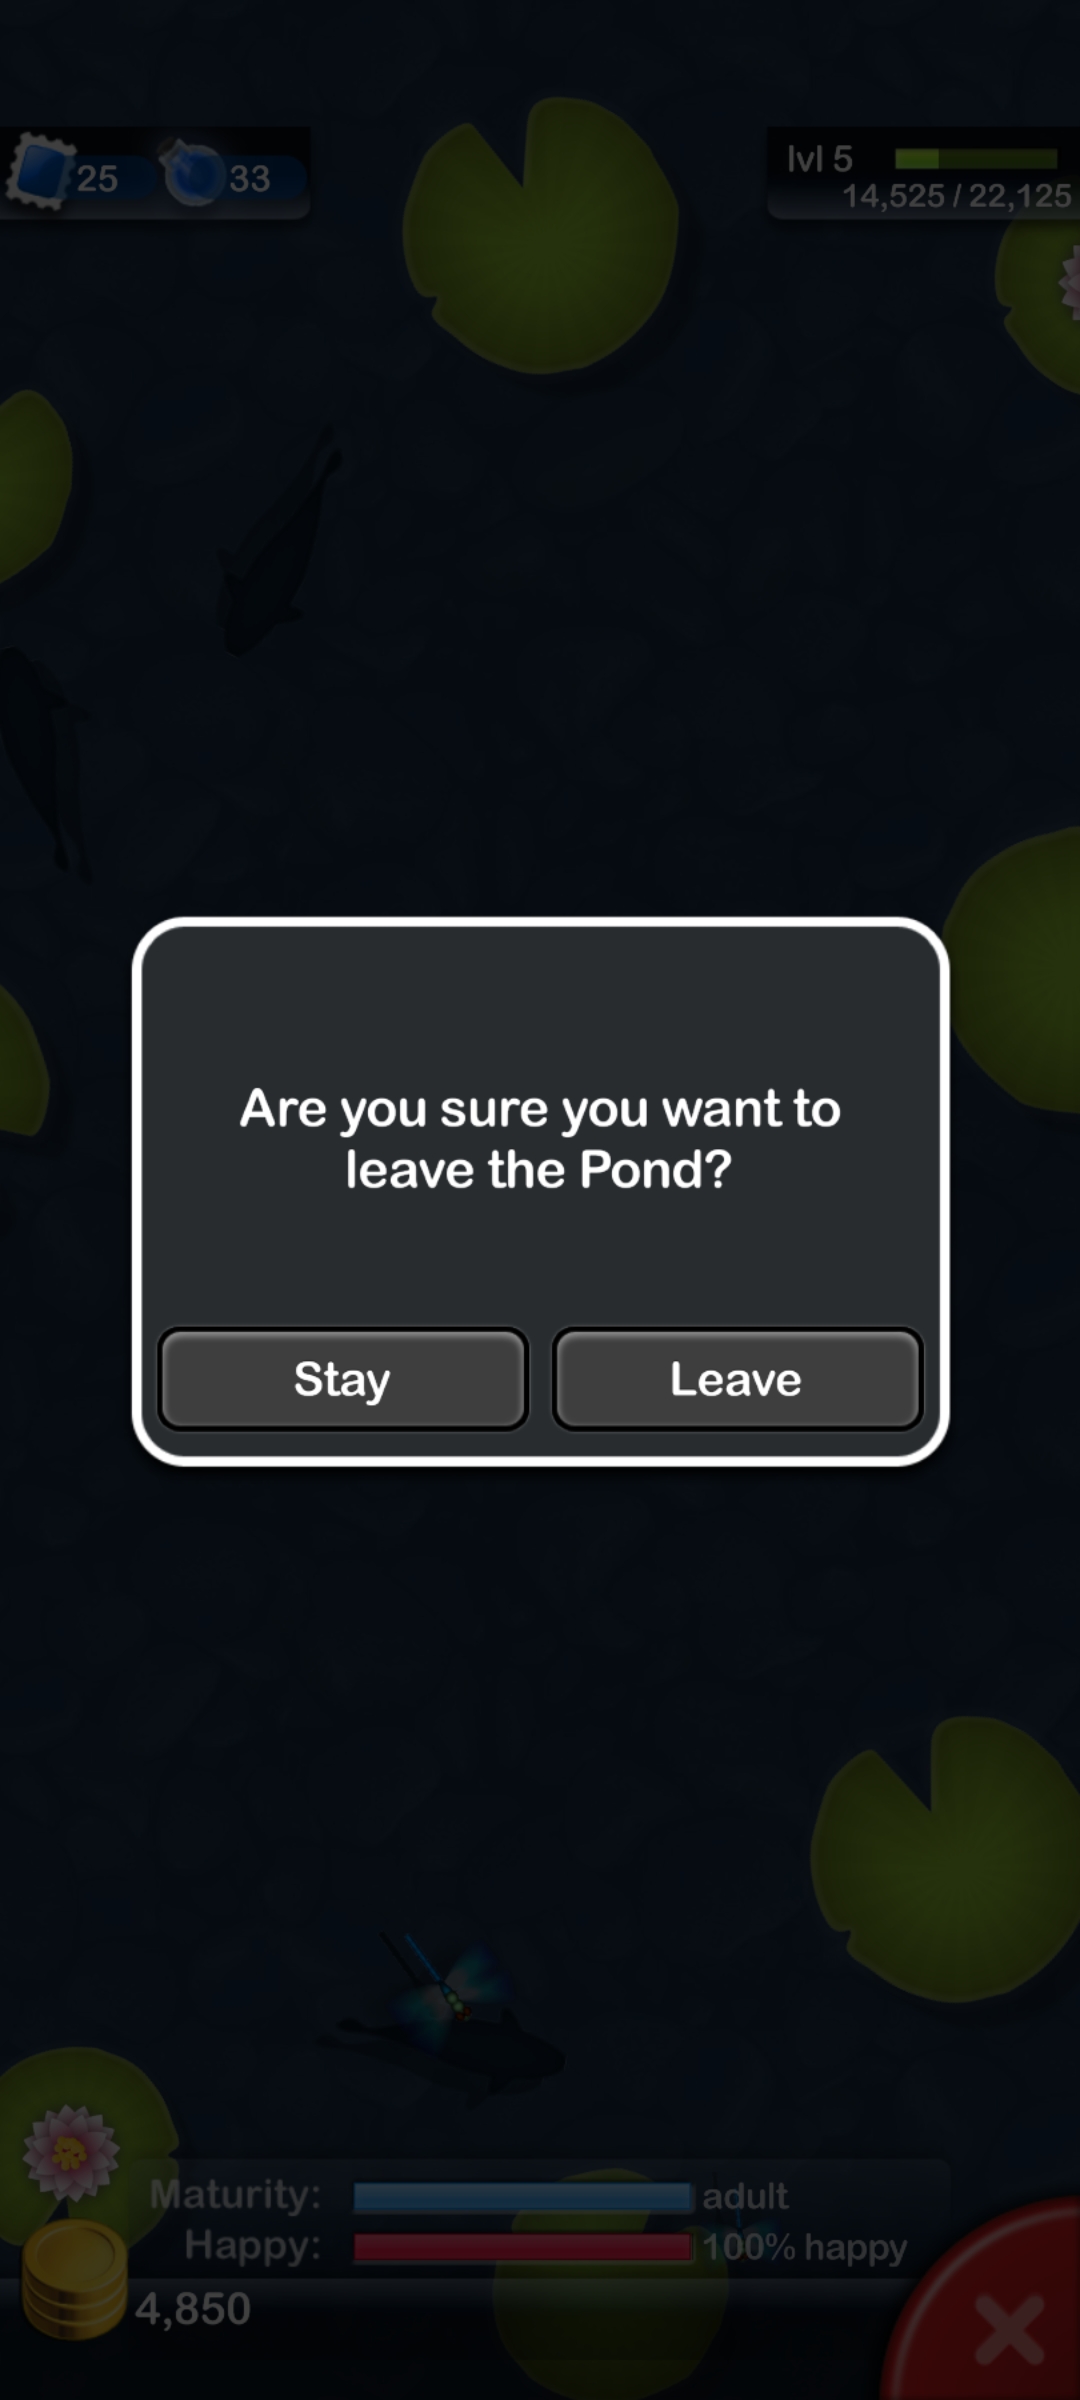 25
33
lvl 5
14,525 / 22,125
Are you sure you want to
leave the Pond?
Stay
Leave
Maturity:
adult
Happy:
100% happy
4,850